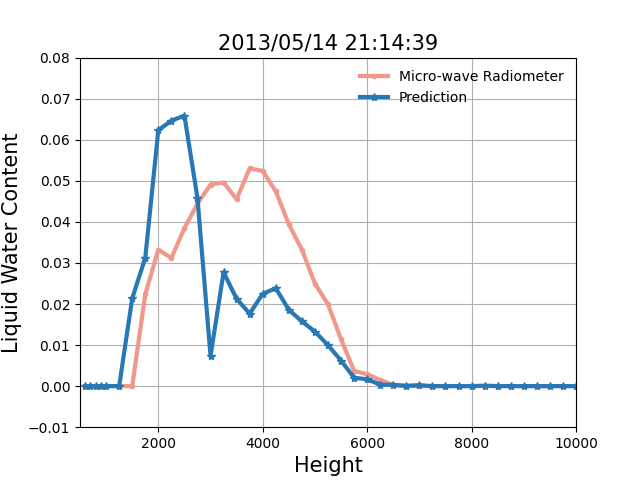 2013/05/14 21:14:39
Micro-wave Radiometer
Prediction
Liquid Water Content
0.08
0.07
0.06
0.05
0.04
0.03
0.02
0.01
0.00
−0.01
2000 4000 6000 8000 10000
Height